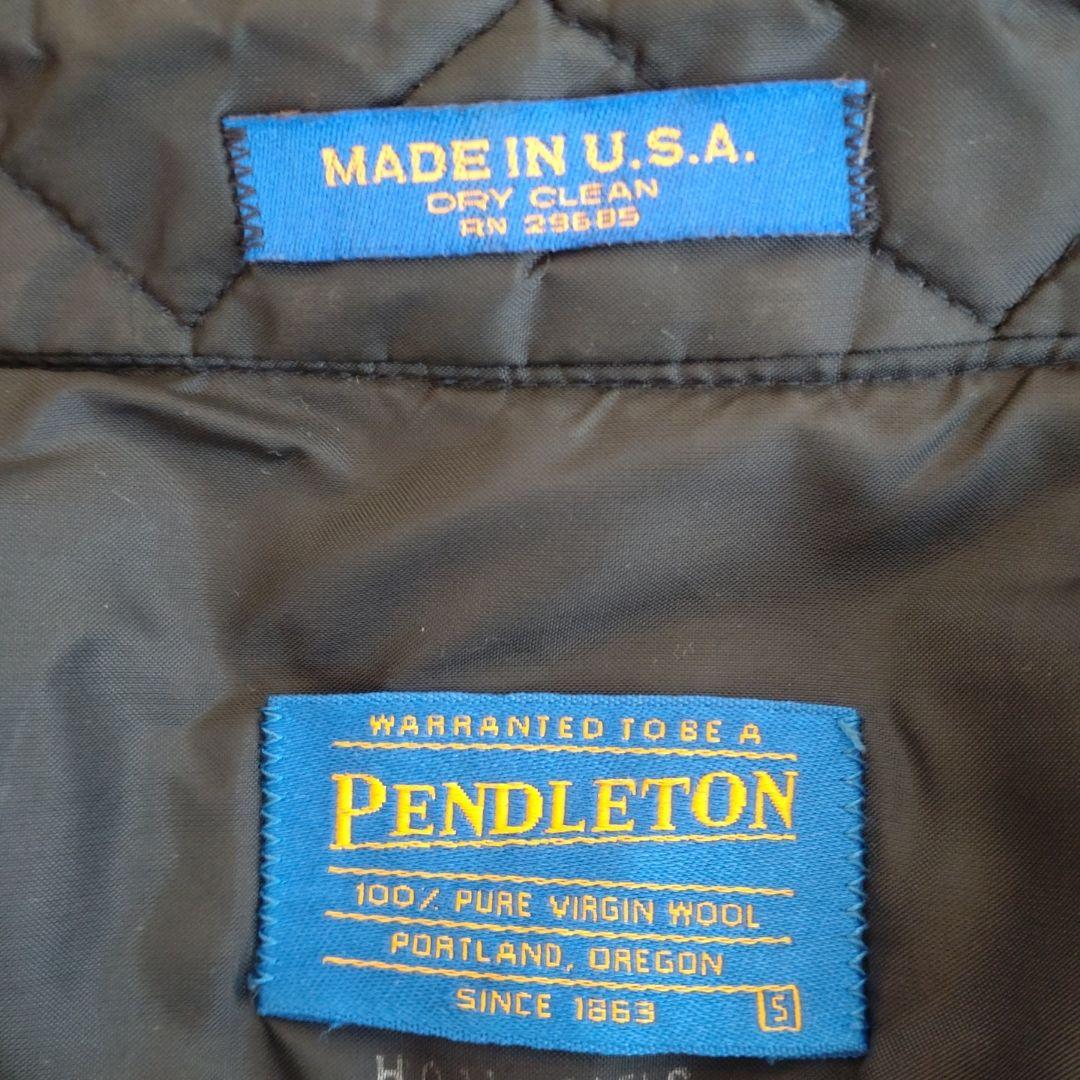 MADE IN U.S.A.
DRY CLEAN
RN 29685
WARRANTED TO BE A
PENDLETON
100% PURE VIRGIN WOOL
PORTLAND, OREGON
SINCE 1863
S